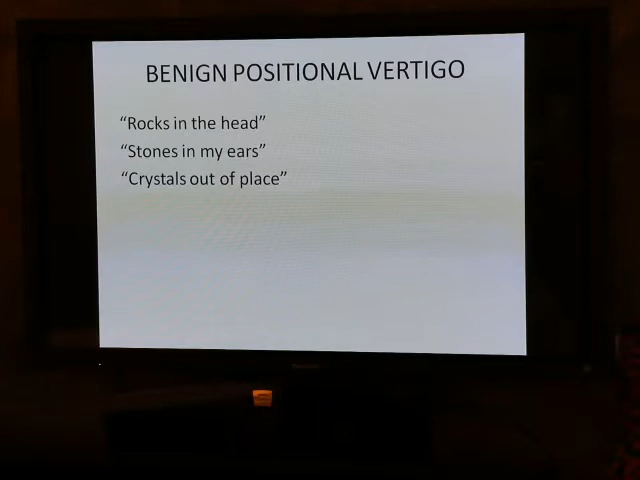 BENIGN POSITIONAL VERTIGO
“Rocks in the head”
“Stones in my ears”
“Crystals out of place”